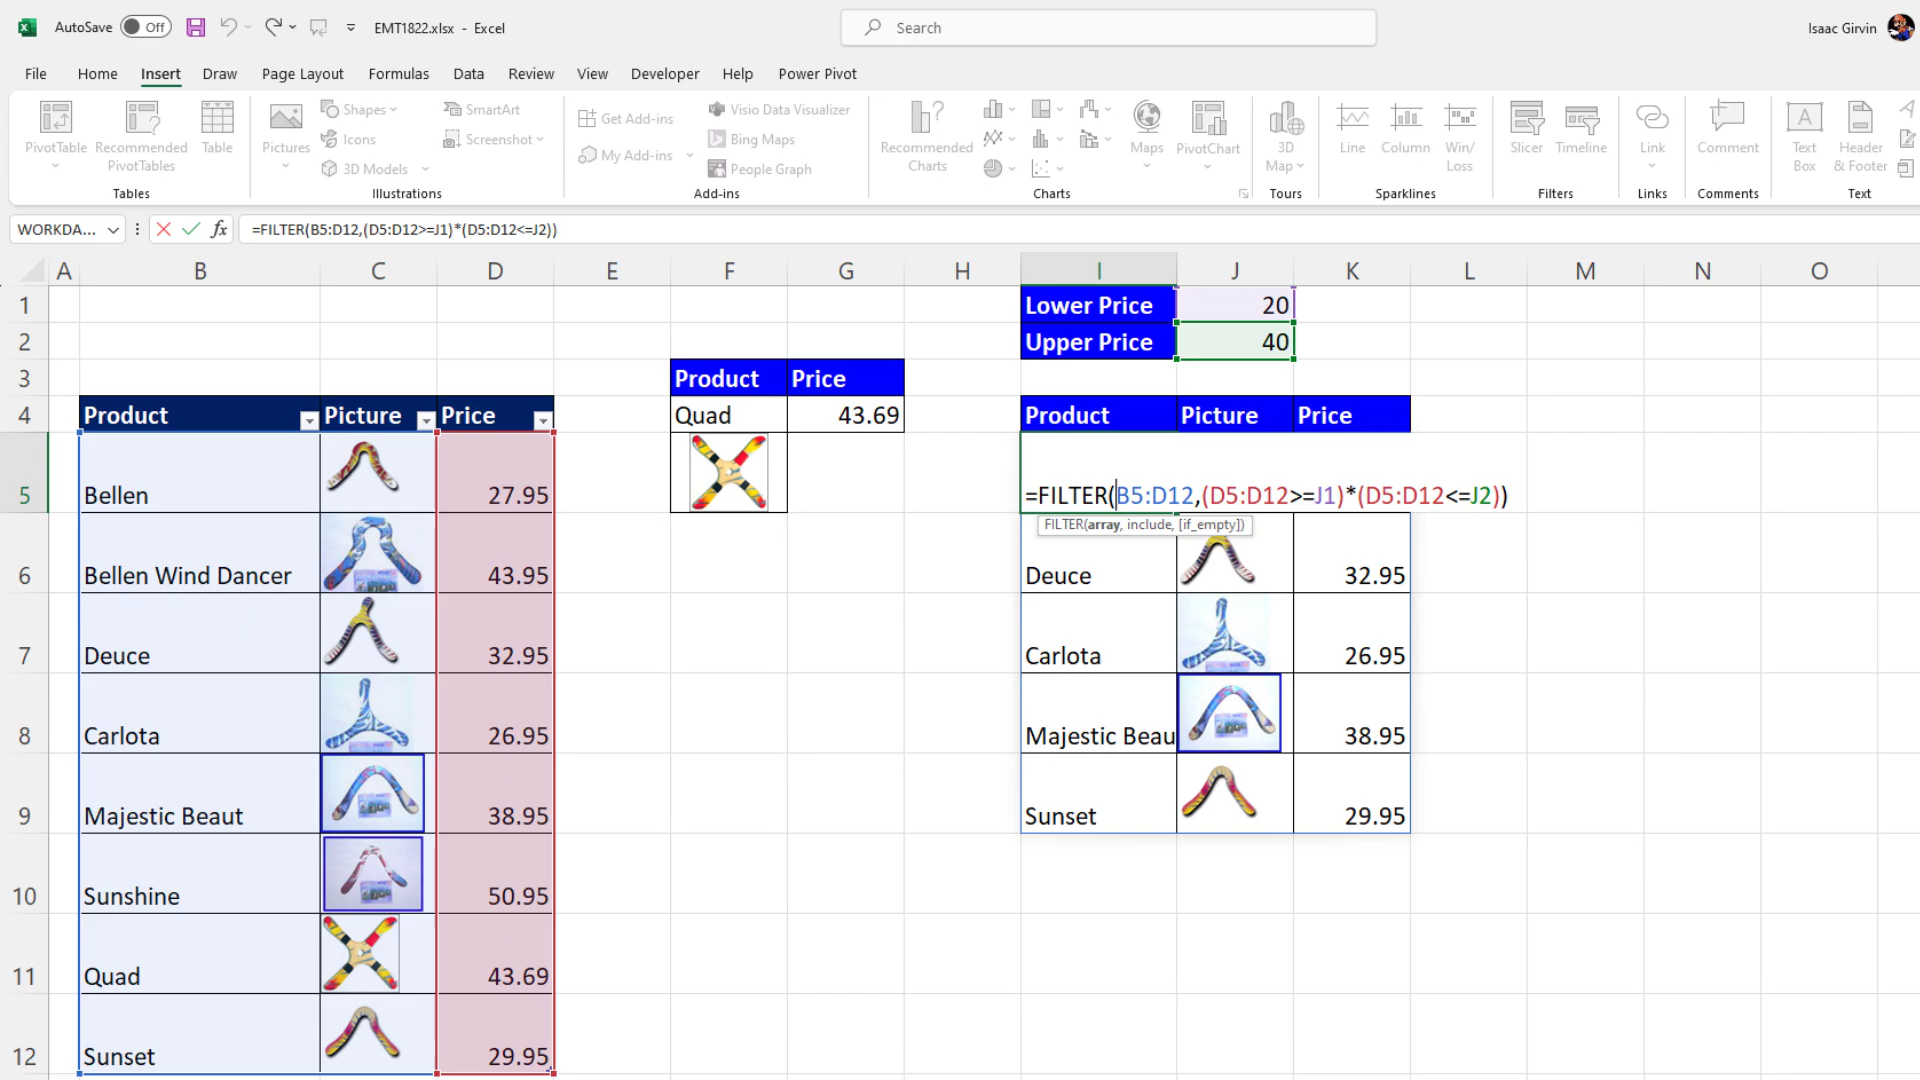 AutoSave Off EMT1822.xlsx - Excel Search Isaac Girvin
File Home Insert Draw Page Layout Formulas Data Review View Developer Help Power Pivot
PivotTable Recommended PivotTables Table
Tables
Pictures Shapes Icons 3D Models SmartArt Screenshot
Illustrations
Get Add-ins My Add-ins Visio Data Visualizer Bing Maps People Graph
Add-ins
Recommended Charts Maps PivotChart
Charts
3D Map
Tours
Line Column Win/Loss
Sparklines
Slicer Timeline
Filters
Link
Links
Comment
Comments
Text Box Header & Footer
Text
WORKDA... fx =FILTER(B5:D12,(D5:D12>=J1)*(D5:D12<=J2))
A B C D E F G H I J K L M N O
1 Lower Price 20
2 Upper Price 40
3 Product Price
4 Product Picture Price Quad 43.69 Product Picture Price
5 Bellen 27.95 =FILTER(B5:D12,(D5:D12>=J1)*(D5:D12<=J2))
FILTER(array, include, [if_empty])
6 Bellen Wind Dancer 43.95 Deuce 32.95
7 Deuce 32.95 Carlota 26.95
8 Carlota 26.95 Majestic Beau 38.95
9 Majestic Beaut 38.95 Sunset 29.95
10 Sunshine 50.95
11 Quad 43.69
12 Sunset 29.95